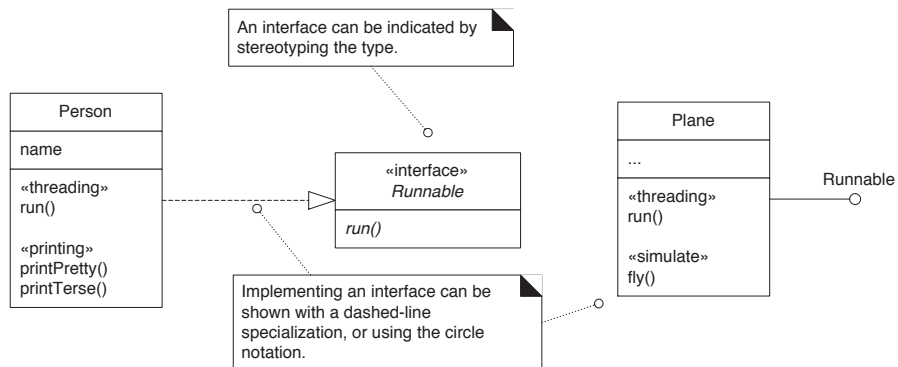 An interface can be indicated by
stereotyping the type.
Person
name
«threading»
run()
«printing»
printPretty()
printTerse()
«interface»
Runnable
run()
Plane
...
«threading»
run()
«simulate»
fly()
Runnable
Implementing an interface can be
shown with a dashed-line
specialization, or using the circle
notation.